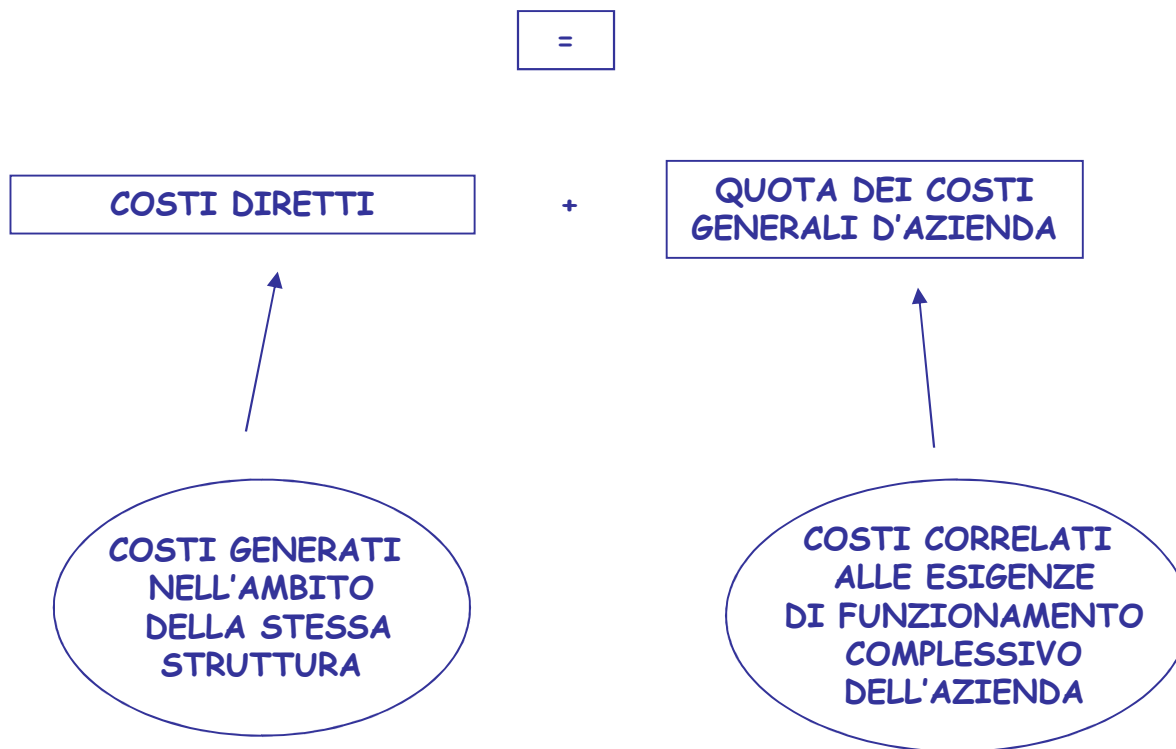 =
COSTI DIRETTI
+
QUOTA DEI COSTI
GENERALI D'AZIENDA
COSTI GENERATI
NELL'AMBITO
DELLA STESSA
STRUTTURA
COSTI CORRELATI
ALLE ESIGENZE
DI FUNZIONAMENTO
COMPLESSIVO
DELL'AZIENDA